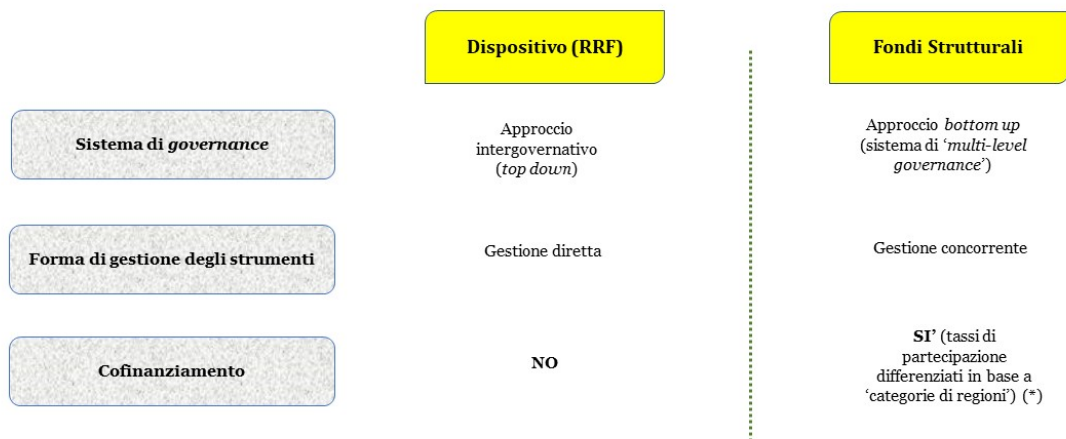 Dispositivo (RRF)
Fondi Strutturali
Sistema di governance
Approccio
intergovernativo
(top down)
Approccio bottom up
(sistema di ‘multi-level
governance’)
Forma di gestione degli strumenti
Gestione diretta
Gestione concorrente
Cofinanziamento
NO
SI’ (tassi di
partecipazione
differenziati in base a
‘categorie di regioni’) (*)